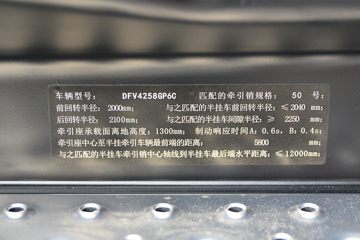 车辆型号: DFV4258GP6C 匹配的牵引销规格: 50 号;
前回转半径: 2000mm; 与之匹配的半挂车前回转半径: ≤ 2040 mm;
后回转半径: 2100mm; 与之匹配的半挂车间隙半径: ≥ 2250 mm;
牵引座承载面离地高度: 1300mm; 制动响应时间A: 0.6s, B: 0.4s;
牵引座中心至半挂牵引车辆最前端的距离: 5800 mm;
与之匹配的半挂车牵引销中心轴线到半挂车最后端水平距离: ≤ 12000mm;